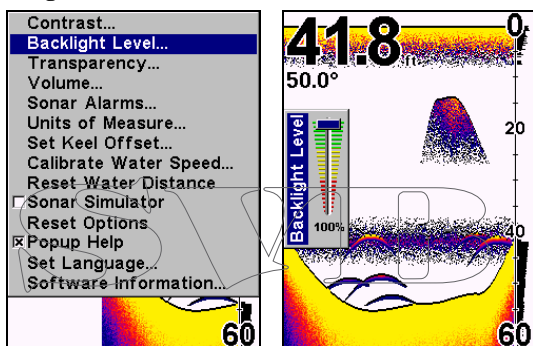 Contrast...
Backlight Level...
Transparency...
Volume...
Sonar Alarms...
Units of Measure...
Set Keel Offset...
Calibrate Water Speed...
Reset Water Distance
Sonar Simulator
Reset Options
Popup Help
Set Language...
Software Information...
60
41.8 ft
50.0°
0
20
40
60
Backlight Level
100%
SVB